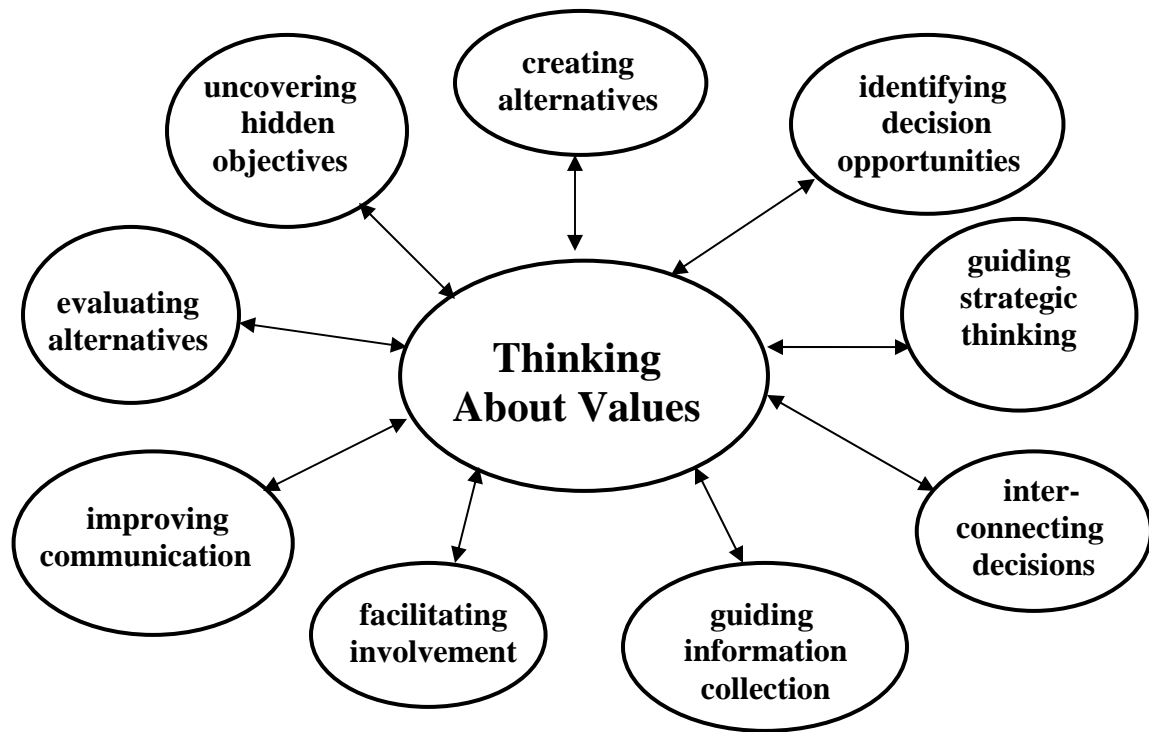 creating
alternatives
uncovering
hidden
objectives
identifying
decision
opportunities
evaluating
alternatives
guiding
strategic
thinking
Thinking
About Values
improving
communication
inter-
connecting
decisions
facilitating
involvement
guiding
information
collection